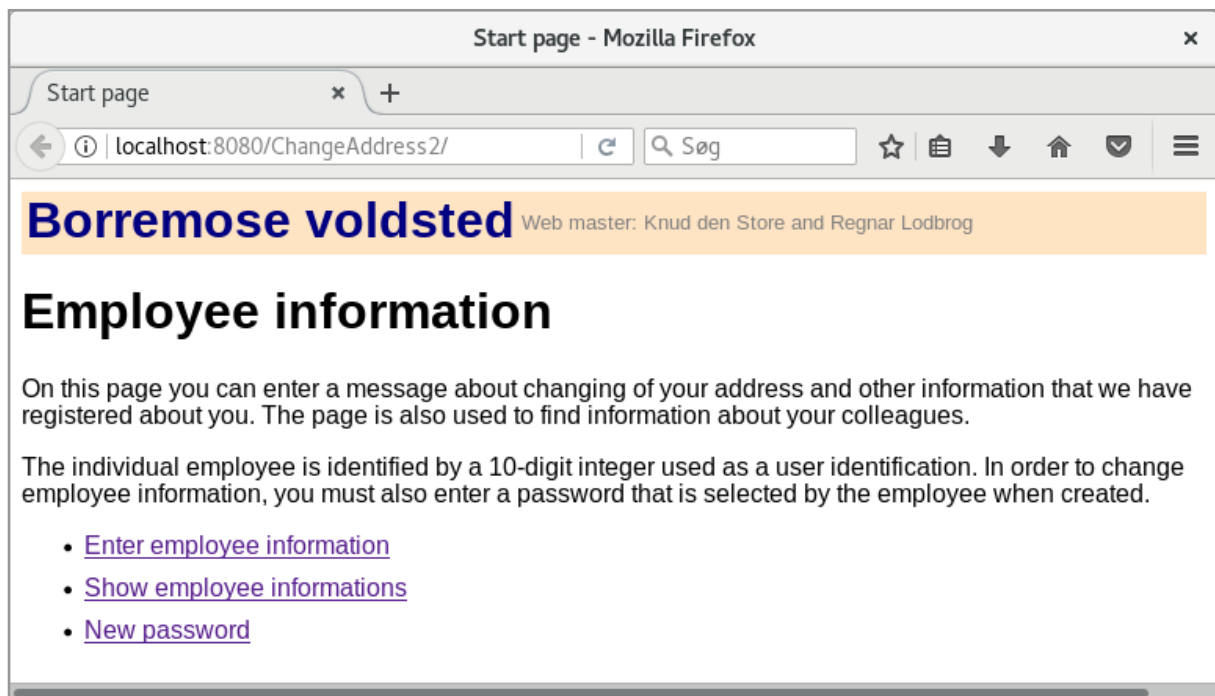 Start page - Mozilla Firefox
Start page
localhost:8080/ChangeAddress2/
Søg
Borremose voldsted Web master: Knud den Store and Regnar Lodbrog
Employee information
On this page you can enter a message about changing of your address and other information that we have
registered about you. The page is also used to find information about your colleagues.
The individual employee is identified by a 10-digit integer used as a user identification. In order to change
employee information, you must also enter a password that is selected by the employee when created.
• Enter employee information
• Show employee informations
• New password